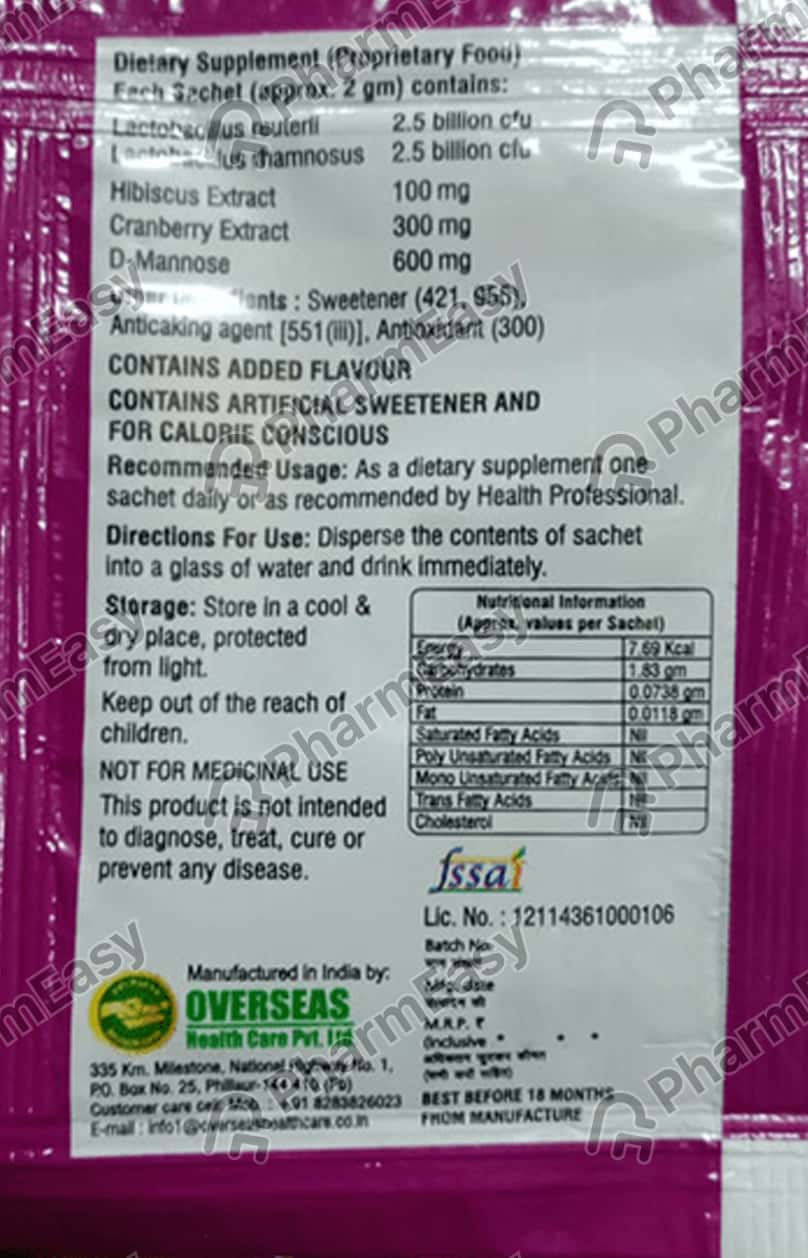 Dietary Supplement (Proprietary Food)
Each Sachet (approx. 2 gm) contains:
Lactobacillus reuterii 2.5 billion cfu
Lactobacillus rhamnosus 2.5 billion cfu
Hibiscus Extract 100 mg
Cranberry Extract 300 mg
D-Mannose 600 mg
Other Ingredients : Sweetener (421, 955),
Anticaking agent [551(iii)], Antioxidant (300)
CONTAINS ADDED FLAVOUR
CONTAINS ARTIFICIAL SWEETENER AND
FOR CALORIE CONSCIOUS
Recommended Usage: As a dietary supplement one
sachet daily or as recommended by Health Professional.
Directions For Use: Disperse the contents of sachet
into a glass of water and drink immediately.
Storage: Store in a cool &
dry place, protected
from light.
Keep out of the reach of
children.
NOT FOR MEDICINAL USE
This product is not intended
to diagnose, treat, cure or
prevent any disease.
Nutritional Information
(Approx. values per Sachet)
Energy 7.69 Kcal
Carbohydrates 1.83 gm
Protein 0.0738 gm
Fat 0.0118 gm
Saturated Fatty Acids Nil
Poly Unsaturated Fatty Acids Nil
Mono Unsaturated Fatty Acids Nil
Trans Fatty Acids Nil
Cholesterol Nil
fssai
Lic. No. : 12114361000106
Batch No.
Mfg. date
M.R.P. ₹
(Inclusive
BEST BEFORE 18 MONTHS
FROM MANUFACTURE
Manufactured in India by:
OVERSEAS
Health Care Pvt. Ltd
335 Km. Milestone, National Highway No. 1,
P.O. Box No. 25, Phillaur-144 410 (Pb)
Customer care cell Mob. : +91 8283826023
E-mail : info1@overseashealthcare.co.in
PharmEasy